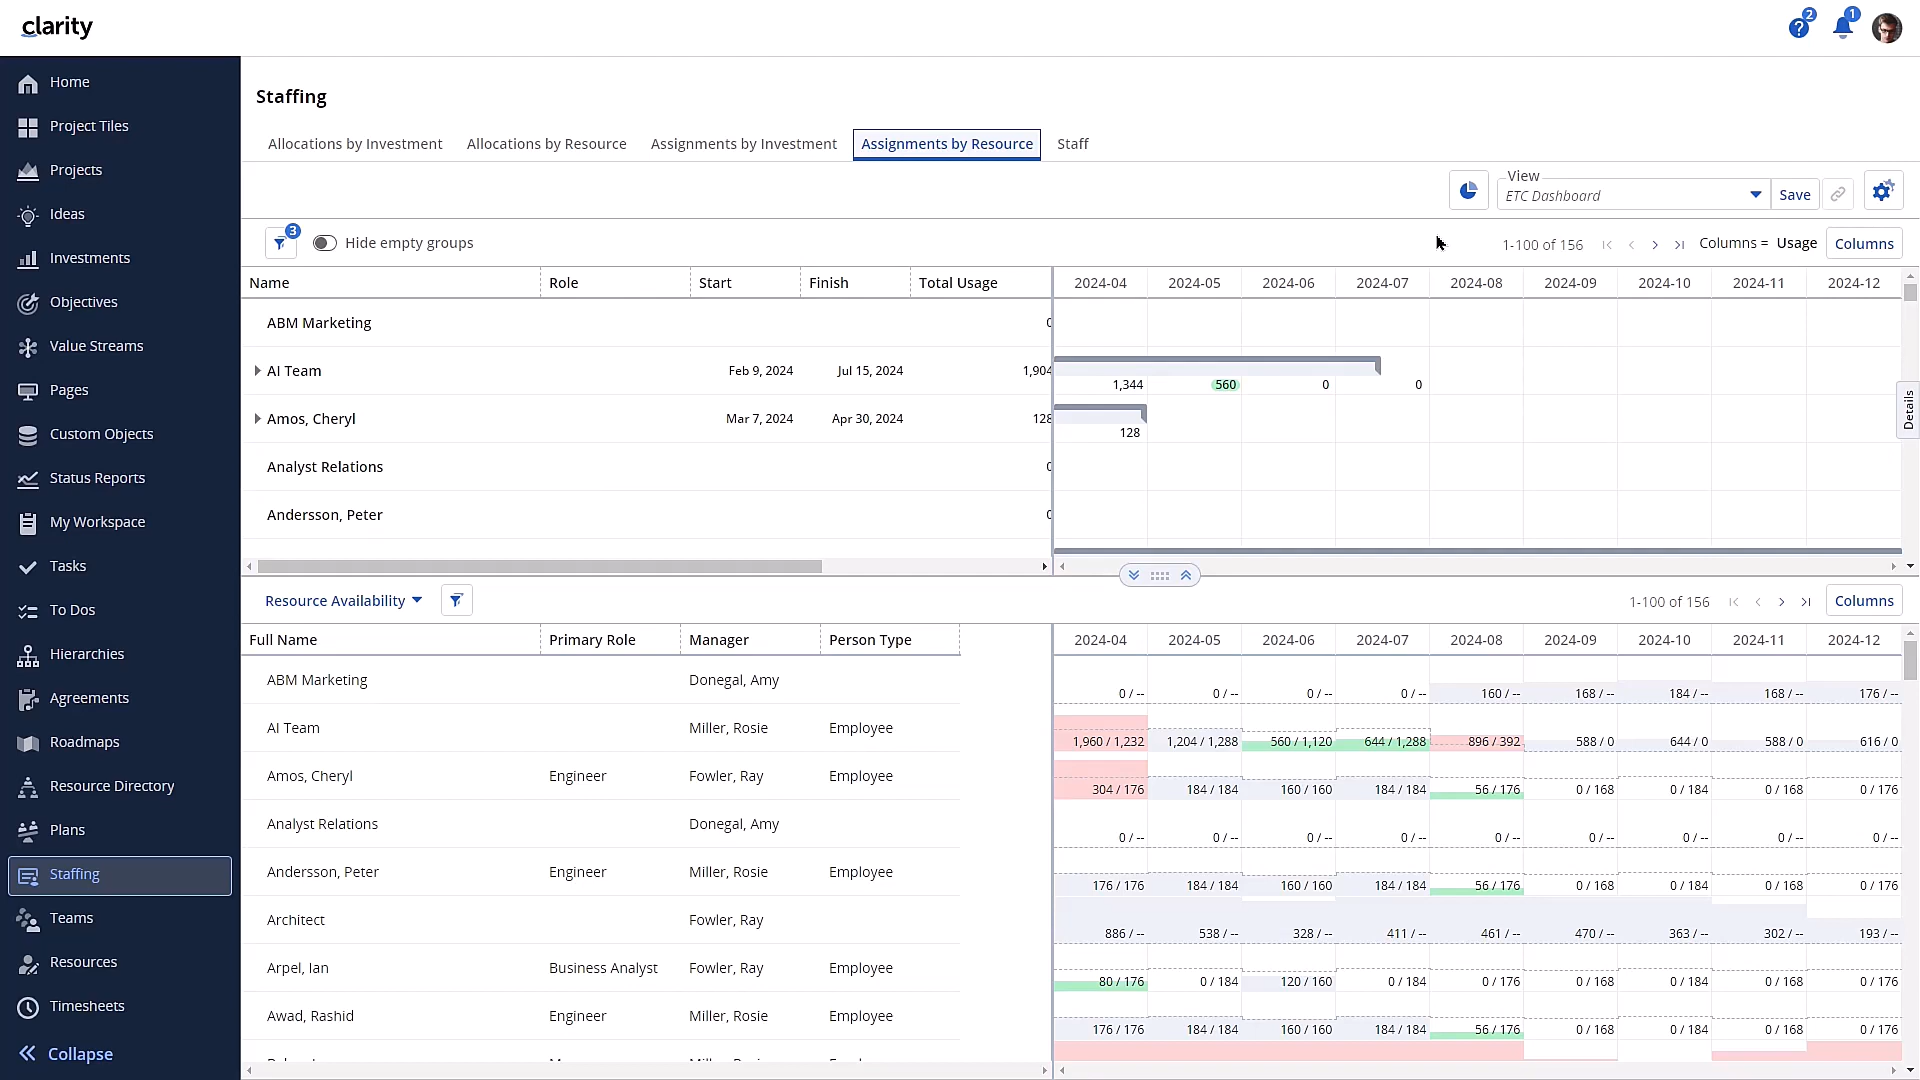 clarity
2
1
Home
Project Tiles
Projects
Ideas
Investments
Objectives
Value Streams
Pages
Custom Objects
Status Reports
My Workspace
Tasks
To Dos
Hierarchies
Agreements
Roadmaps
Resource Directory
Plans
Staffing
Teams
Resources
Timesheets
Collapse
Staffing
Allocations by Investment Allocations by Resource Assignments by Investment Assignments by Resource Staff
View
ETC Dashboard Save
3 Hide empty groups 1-100 of 156 Columns = Usage Columns
Name Role Start Finish Total Usage 2024-04 2024-05 2024-06 2024-07 2024-08 2024-09 2024-10 2024-11 2024-12
ABM Marketing 0
AI Team Feb 9, 2024 Jul 15, 2024 1,904 1,344 560 0 0
Amos, Cheryl Mar 7, 2024 Apr 30, 2024 128 128
Analyst Relations 0
Andersson, Peter 0
Details
Resource Availability 1-100 of 156 Columns
Full Name Primary Role Manager Person Type 2024-04 2024-05 2024-06 2024-07 2024-08 2024-09 2024-10 2024-11 2024-12
ABM Marketing Donegal, Amy 0 / -- 0 / -- 0 / -- 0 / -- 160 / -- 168 / -- 184 / -- 168 / -- 176 / --
AI Team Miller, Rosie Employee 1,960 / 1,232 1,204 / 1,288 560 / 1,120 644 / 1,288 896 / 392 588 / 0 644 / 0 588 / 0 616 / 0
Amos, Cheryl Engineer Fowler, Ray Employee 304 / 176 184 / 184 160 / 160 184 / 184 56 / 176 0 / 168 0 / 184 0 / 168 0 / 176
Analyst Relations Donegal, Amy 0 / -- 0 / -- 0 / -- 0 / -- 0 / -- 0 / -- 0 / -- 0 / -- 0 / --
Andersson, Peter Engineer Miller, Rosie Employee 176 / 176 184 / 184 160 / 160 184 / 184 56 / 176 0 / 168 0 / 184 0 / 168 0 / 176
Architect Fowler, Ray 886 / -- 538 / -- 328 / -- 411 / -- 461 / -- 470 / -- 363 / -- 302 / -- 193 / --
Arpel, Ian Business Analyst Fowler, Ray Employee 80 / 176 0 / 184 120 / 160 0 / 184 0 / 176 0 / 168 0 / 184 0 / 168 0 / 176
Awad, Rashid Engineer Miller, Rosie Employee 176 / 176 184 / 184 160 / 160 184 / 184 56 / 176 0 / 168 0 / 184 0 / 168 0 / 176